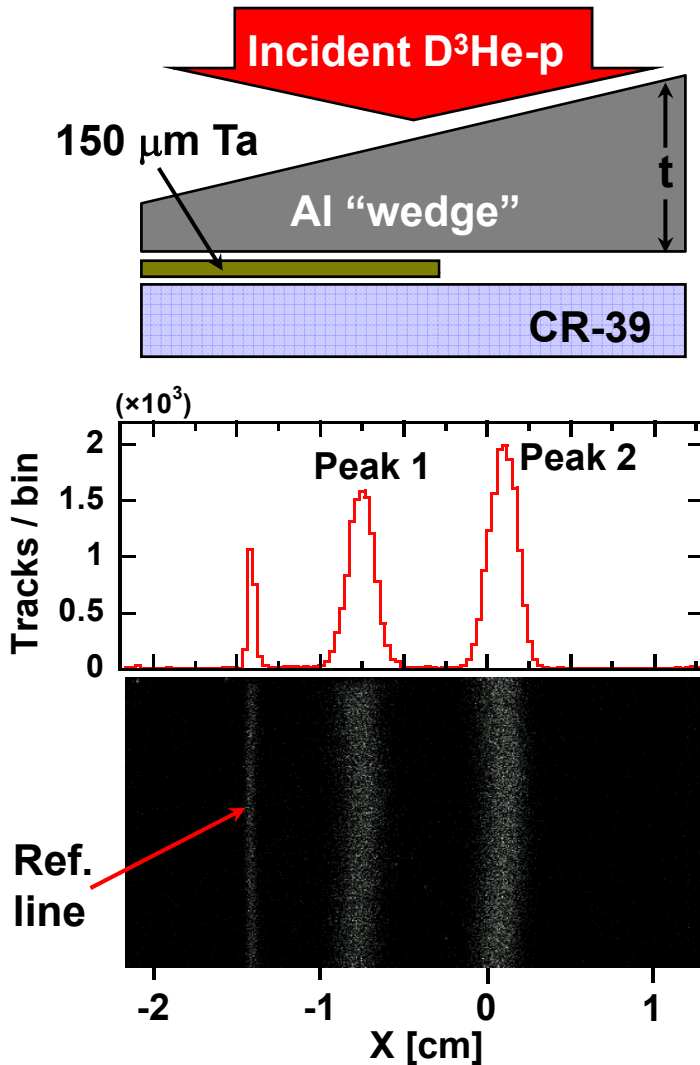 Incident D³He-p
150 μm Ta
t
Al “wedge”
CR-39
(×10³)
2
1.5
1
0.5
0
Tracks / bin
Peak 1
Peak 2
Ref.
line
-2
-1
0
1
X [cm]